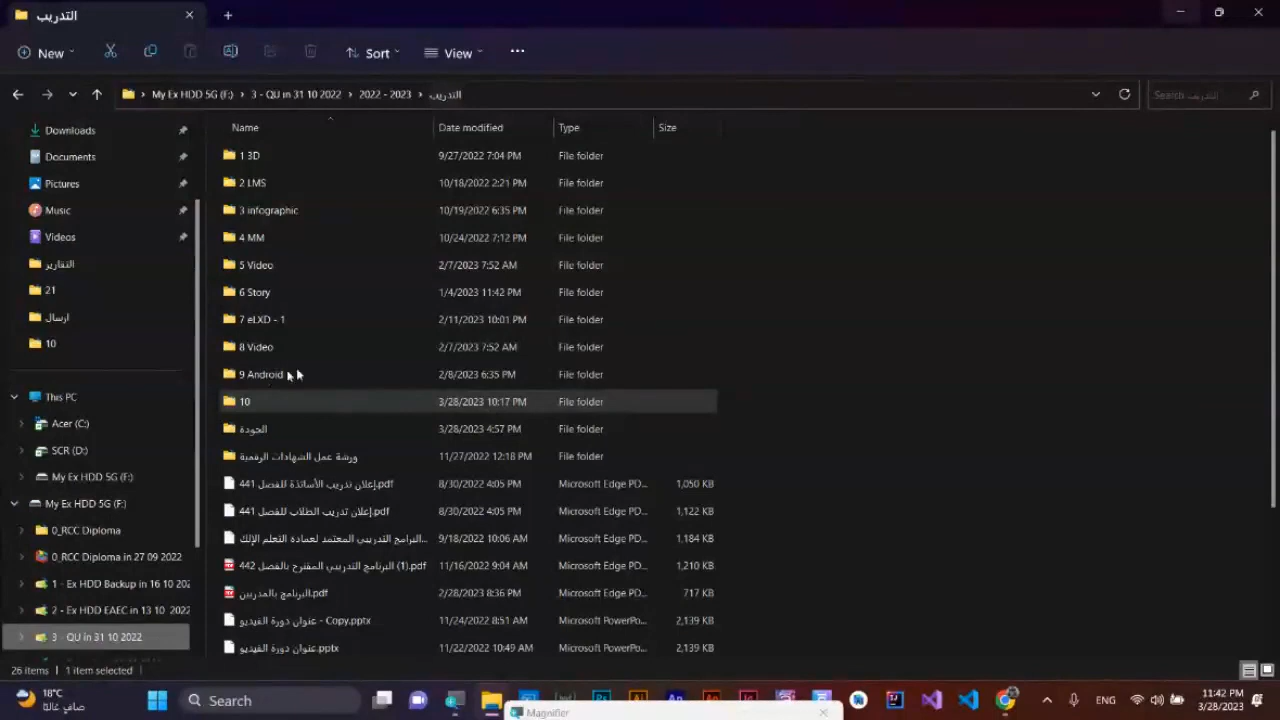 التدريب
New
Sort
View
My Ex HDD 5G (F:) > 3 - QU in 31 10 2022 > 2022 - 2023 > التدريب
Search التدريب
Name Date modified Type Size
Downloads
Documents
Pictures
Music
Videos
التقارير
21
ارسال
10
This PC
Acer (C:)
SCR (D:)
My Ex HDD 5G (F:)
My Ex HDD 5G (F:)
0_RCC Diploma
0_RCC Diploma in 27 09 2022
1 - Ex HDD Backup in 16 10 202
2 - Ex HDD EAEC in 13 10 2022
3 - QU in 31 10 2022
1 3D 9/27/2022 7:04 PM File folder
2 LMS 10/18/2022 2:21 PM File folder
3 infographic 10/19/2022 6:35 PM File folder
4 MM 10/24/2022 7:12 PM File folder
5 Video 2/7/2023 7:52 AM File folder
6 Story 1/4/2023 11:42 PM File folder
7 eLXD - 1 2/11/2023 10:01 PM File folder
8 Video 2/7/2023 7:52 AM File folder
9 Android 2/8/2023 6:35 PM File folder
10 3/28/2023 10:17 PM File folder
الجودة 3/28/2023 4:57 PM File folder
ورشة عمل الشهادات الرقمية 11/27/2022 12:18 PM File folder
إعلان تدريب الأساتذة للفصل 441.pdf 8/30/2022 4:05 PM Microsoft Edge PD... 1,050 KB
إعلان تدريب الطلاب للفصل 441.pdf 8/30/2022 4:05 PM Microsoft Edge PD... 1,122 KB
البرامج التدريبي المعتمد لعماده التعلم الإلك... 9/18/2022 10:06 AM Microsoft Edge PD... 1,184 KB
البرنامج التدريبي المقترح بالفصل 442 (1).pdf 11/16/2022 9:04 AM Microsoft Edge PD... 1,210 KB
البرنامج بالمدربين.pdf 2/28/2023 8:36 PM Microsoft Edge PD... 717 KB
عنوان دورة الفيديو - Copy.pptx 11/24/2022 8:51 AM Microsoft PowerPo... 2,139 KB
عنوان دورة الفيديو.pptx 11/22/2022 10:49 AM Microsoft PowerPo... 2,139 KB
26 items 1 item selected
18°C
صافٍ غالبًا
Search
Magnifier
ENG
11:42 PM
3/28/2023